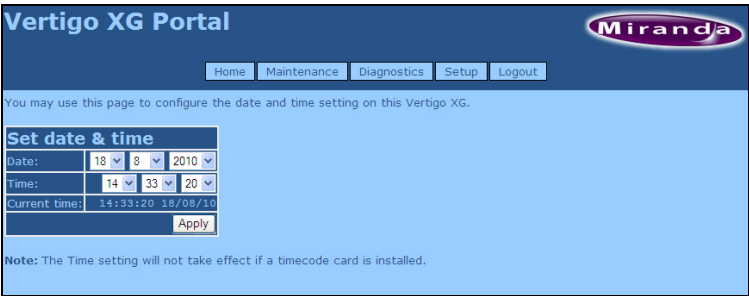 Vertigo XG Portal
Miranda
Home Maintenance Diagnostics Setup Logout
You may use this page to configure the date and time setting on this Vertigo XG.
Set date & time
Date: 18 8 2010
Time: 14 33 20
Current time: 14:33:20 18/08/10
Apply
Note: The Time setting will not take effect if a timecode card is installed.